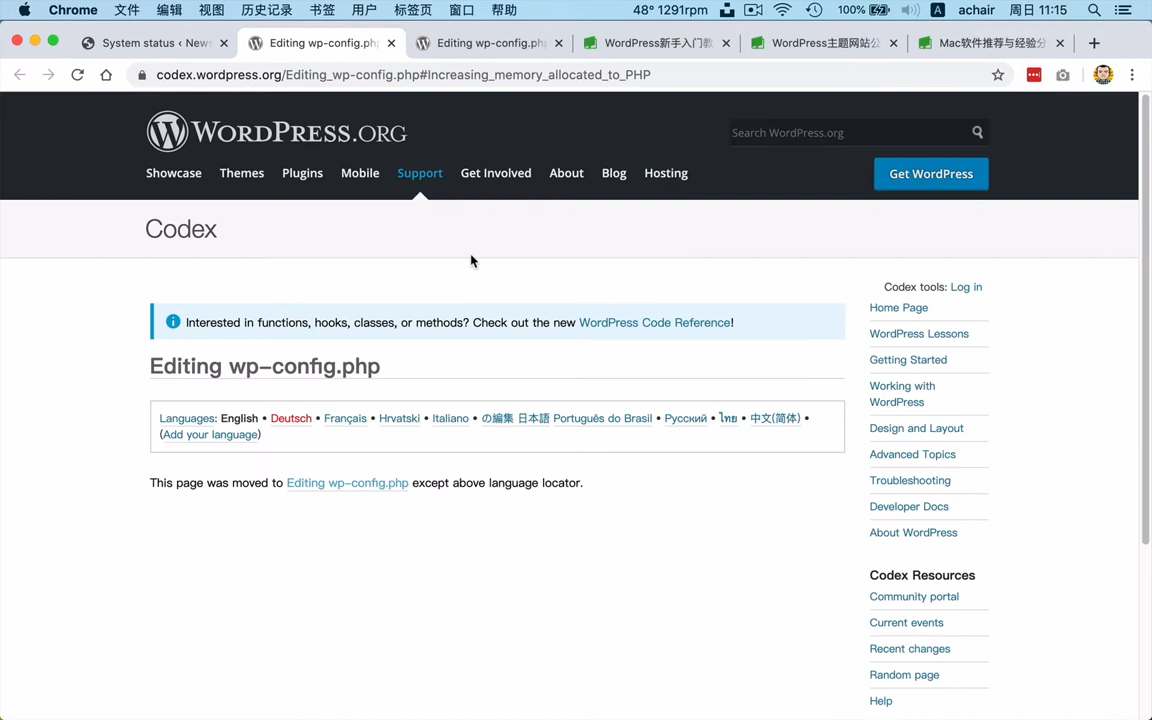 Chrome 文件 编辑 视图 历史记录 书签 用户 标签页 窗口 帮助 48° 1291rpm 100% A achair 周日 11:15
System status ‹ News
Editing wp-config.php
Editing wp-config.php
WordPress新手入门教
WordPress主题网站公
Mac软件推荐与经验分
codex.wordpress.org/Editing_wp-config.php#Increasing_memory_allocated_to_PHP
WORDPRESS.ORG
Search WordPress.org
Showcase Themes Plugins Mobile Support Get Involved About Blog Hosting
Get WordPress
Codex
Codex tools: Log in
Interested in functions, hooks, classes, or methods? Check out the new WordPress Code Reference!
Editing wp-config.php
Languages: English • Deutsch • Français • Hrvatski • Italiano • の編集 日本語 Português do Brasil • Русский • ไทย • 中文(简体) •
(Add your language)
This page was moved to Editing wp-config.php except above language locator.
Home Page
WordPress Lessons
Getting Started
Working with
WordPress
Design and Layout
Advanced Topics
Troubleshooting
Developer Docs
About WordPress
Codex Resources
Community portal
Current events
Recent changes
Random page
Help